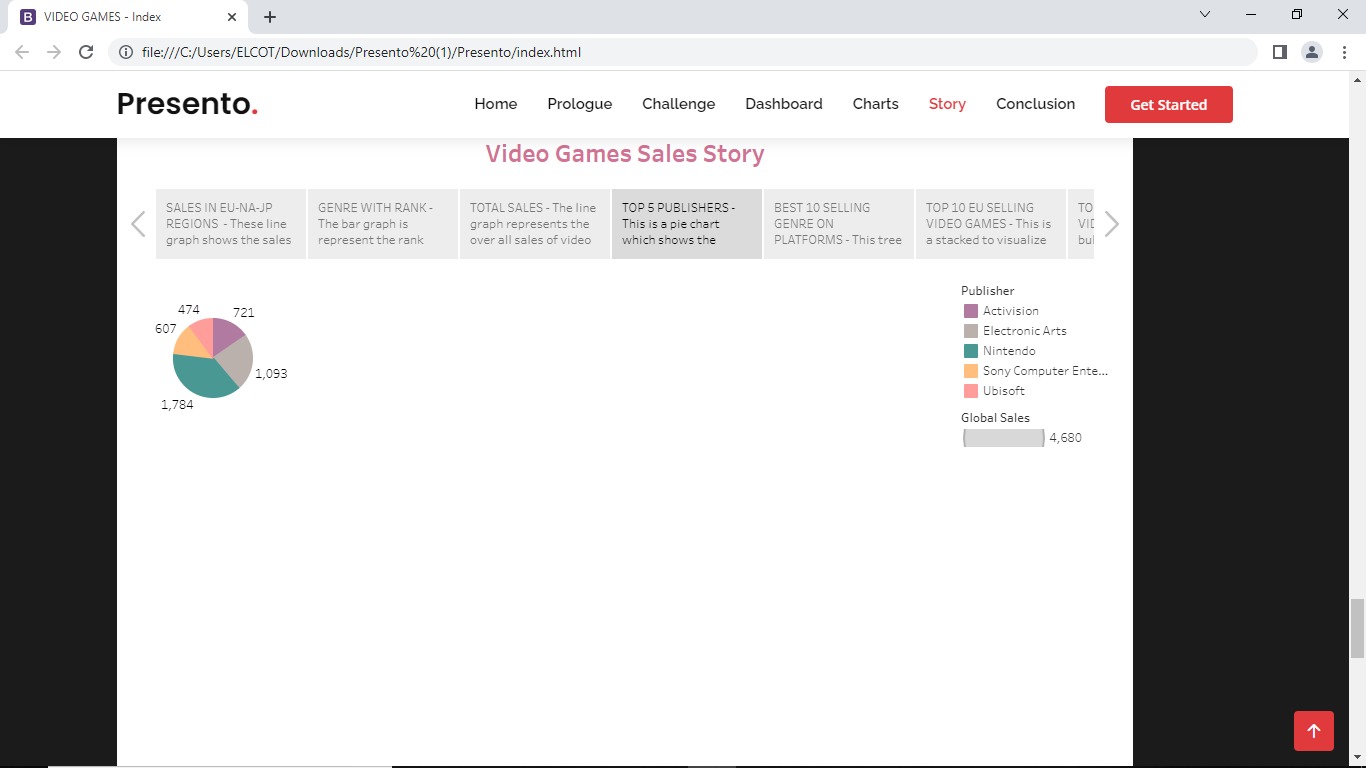 VIDEO GAMES - Index
file:///C:/Users/ELCOT/Downloads/Presento%20(1)/Presento/index.html
Presento.
Home Prologue Challenge Dashboard Charts Story Conclusion Get Started
Video Games Sales Story
SALES IN EU-NA-JP
REGIONS - These line
graph shows the sales
GENRE WITH RANK -
The bar graph is
represent the rank
TOTAL SALES - The line
graph represents the
over all sales of video
TOP 5 PUBLISHERS -
This is a pie chart
which shows the
BEST 10 SELLING
GENRE ON
PLATFORMS - This tree
TOP 10 EU SELLING
VIDEO GAMES - This is
a stacked to visualize
TO
VID
bul
474
721
607
1,093
1,784
Publisher
Activision
Electronic Arts
Nintendo
Sony Computer Ente...
Ubisoft
Global Sales
4,680